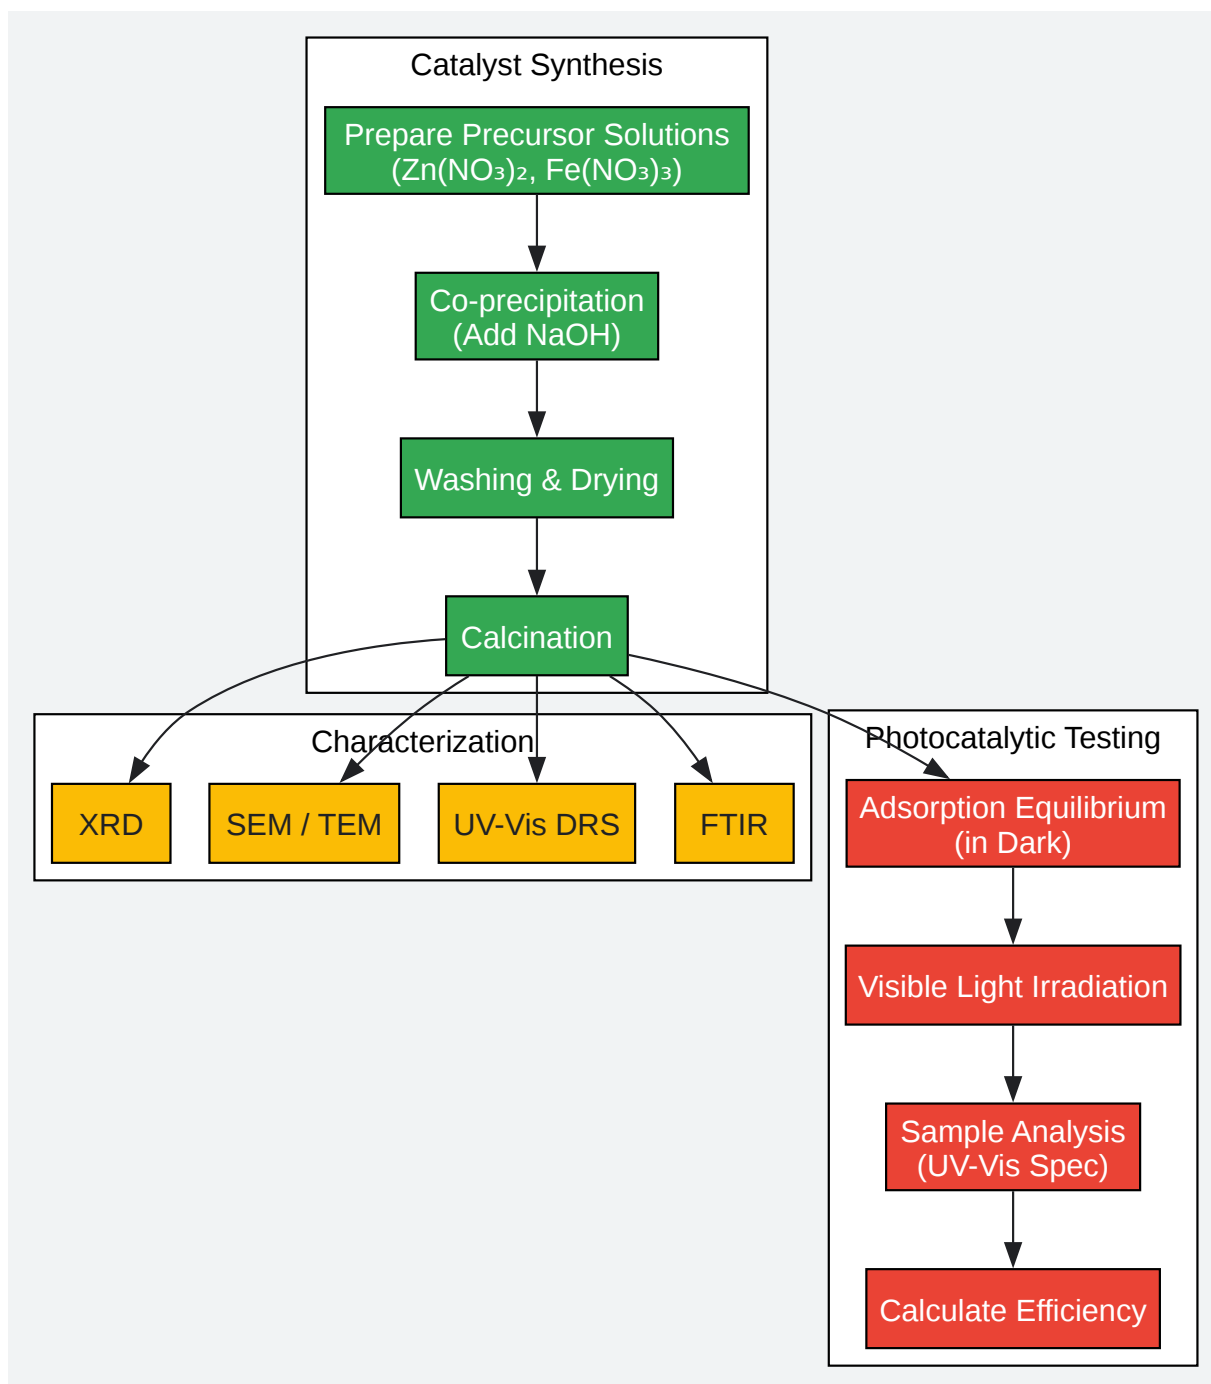 Catalyst Synthesis
Prepare Precursor Solutions
(Zn(NO₃)₂, Fe(NO₃)₃)
Co-precipitation
(Add NaOH)
Washing & Drying
Calcination
Characterization
XRD
SEM / TEM
UV-Vis DRS
FTIR
Photocatalytic Testing
Adsorption Equilibrium
(in Dark)
Visible Light Irradiation
Sample Analysis
(UV-Vis Spec)
Calculate Efficiency